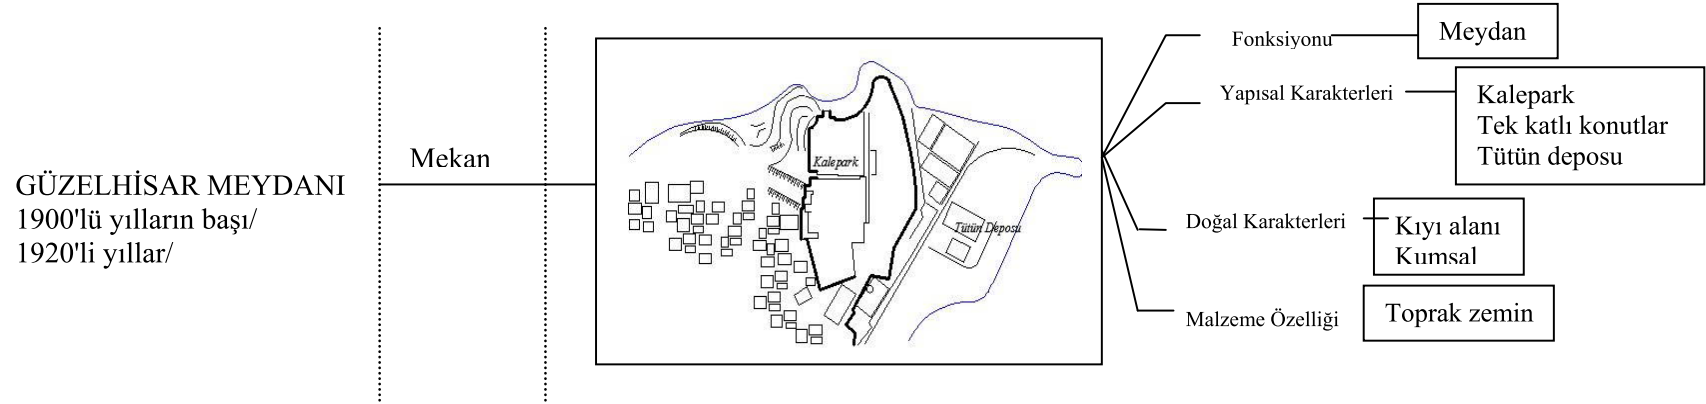 GÜZELHİSAR MEYDANI
1900'lü yılların başı/
1920'li yıllar/
Mekan
Kalepark
Tütün Deposu
Fonksiyonu
Meydan
Yapısal Karakterleri
Kalepark
Tek katlı konutlar
Tütün deposu
Doğal Karakterleri
Kıyı alanı
Kumsal
Malzeme Özelliği
Toprak zemin